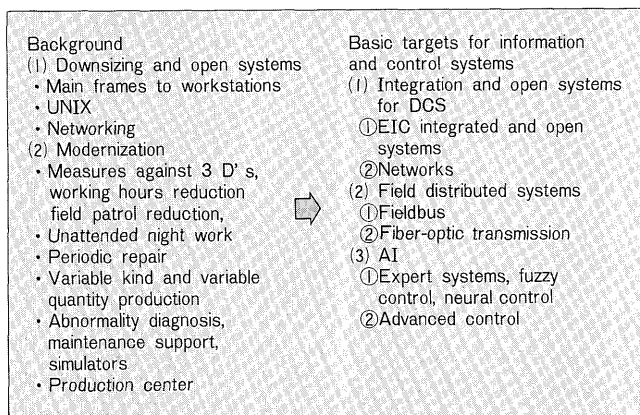 Background
(1) Downsizing and open systems
・Main frames to workstations
・UNIX
・Networking
(2) Modernization
・Measures against 3 D's,
working hours reduction
field patrol reduction,
・Unattended night work
・Periodic repair
・Variable kind and variable
quantity production
・Abnormality diagnosis,
maintenance support,
simulators
・Production center
Basic targets for information
and control systems
(1) Integration and open systems
for DCS
①EIC integrated and open
systems
②Networks
(2) Field distributed systems
①Fieldbus
②Fiber-optic transmission
(3) AI
①Expert systems, fuzzy
control, neural control
②Advanced control